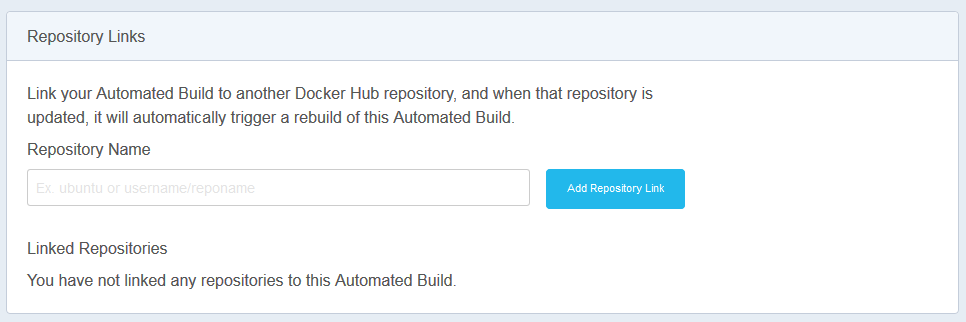 Repository Links
Link your Automated Build to another Docker Hub repository, and when that repository is
updated, it will automatically trigger a rebuild of this Automated Build.
Repository Name
Ex. ubuntu or username/reponame
Add Repository Link
Linked Repositories
You have not linked any repositories to this Automated Build.